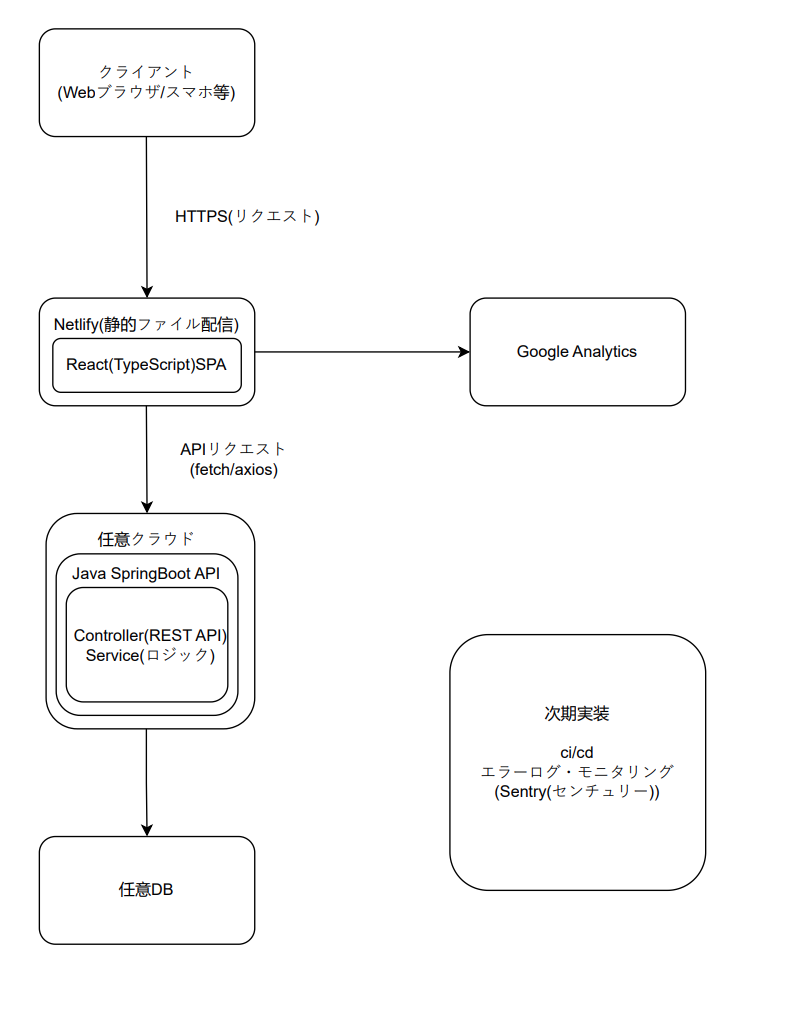 クライアント
(Webブラウザ/スマホ等)
HTTPS(リクエスト)
Netlify(静的ファイル配信)
React(TypeScript)SPA
Google Analytics
APIリクエスト
(fetch/axios)
任意クラウド
Java SpringBoot API
Controller(REST API)
Service(ロジック)
次期実装
ci/cd
エラーログ・モニタリング
(Sentry(センチュリー))
任意DB